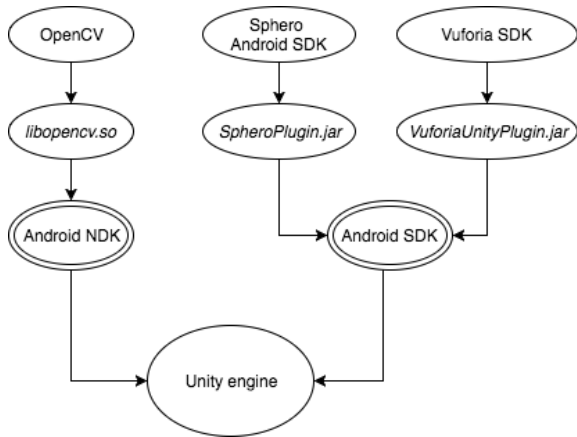 OpenCV
Sphero
Android SDK
Vuforia SDK
libopencv.so
SpheroPlugin.jar
VuforiaUnityPlugin.jar
Android NDK
Android SDK
Unity engine